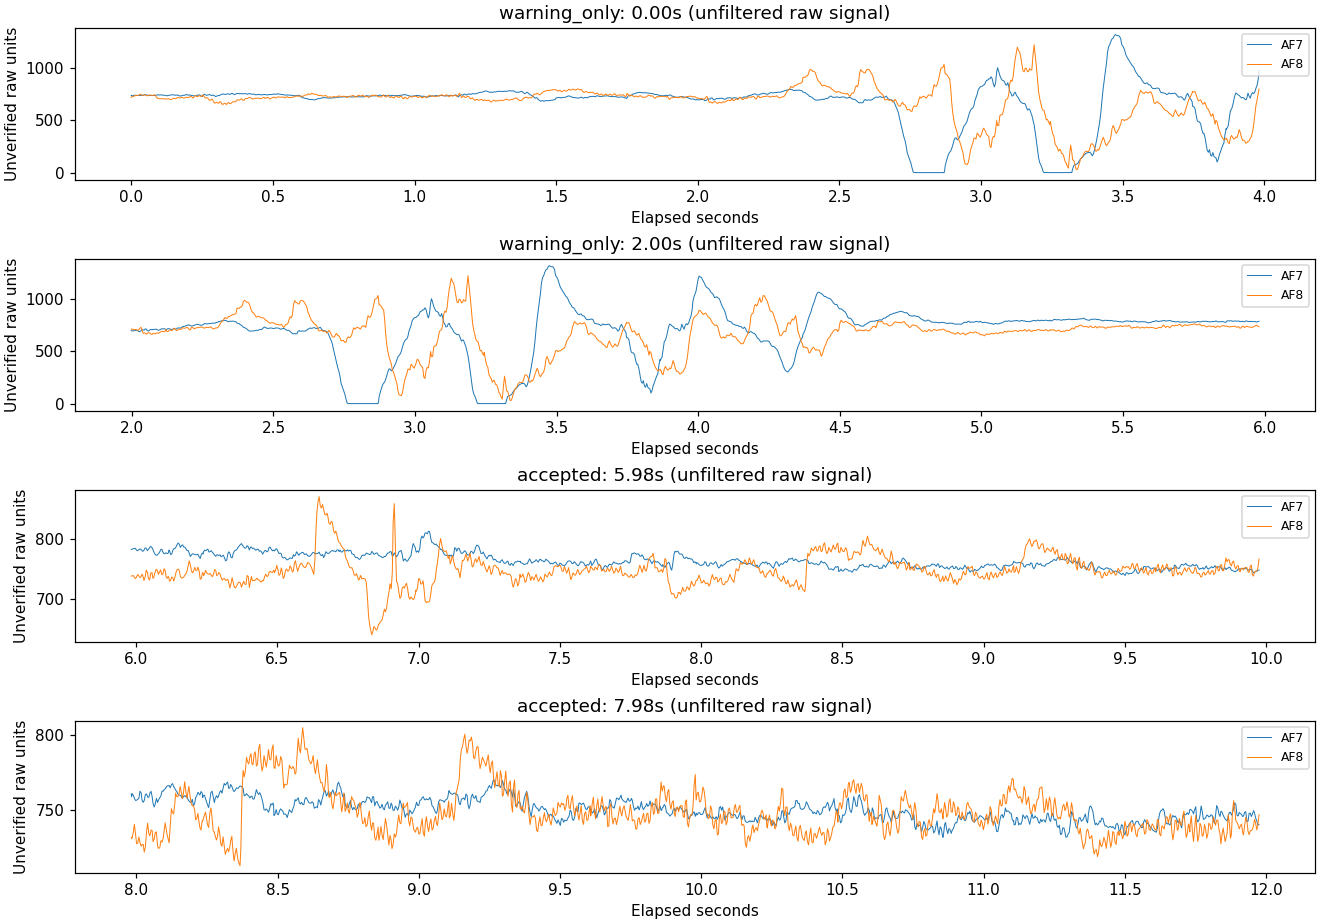 warning_only: 0.00s (unfiltered raw signal)
Unverified raw units
1000
500
0
AF7
AF8
0.0 0.5 1.0 1.5 2.0 2.5 3.0 3.5 4.0
Elapsed seconds
warning_only: 2.00s (unfiltered raw signal)
Unverified raw units
1000
500
0
AF7
AF8
2.0 2.5 3.0 3.5 4.0 4.5 5.0 5.5 6.0
Elapsed seconds
accepted: 5.98s (unfiltered raw signal)
Unverified raw units
800
700
AF7
AF8
6.0 6.5 7.0 7.5 8.0 8.5 9.0 9.5 10.0
Elapsed seconds
accepted: 7.98s (unfiltered raw signal)
Unverified raw units
800
750
AF7
AF8
8.0 8.5 9.0 9.5 10.0 10.5 11.0 11.5 12.0
Elapsed seconds